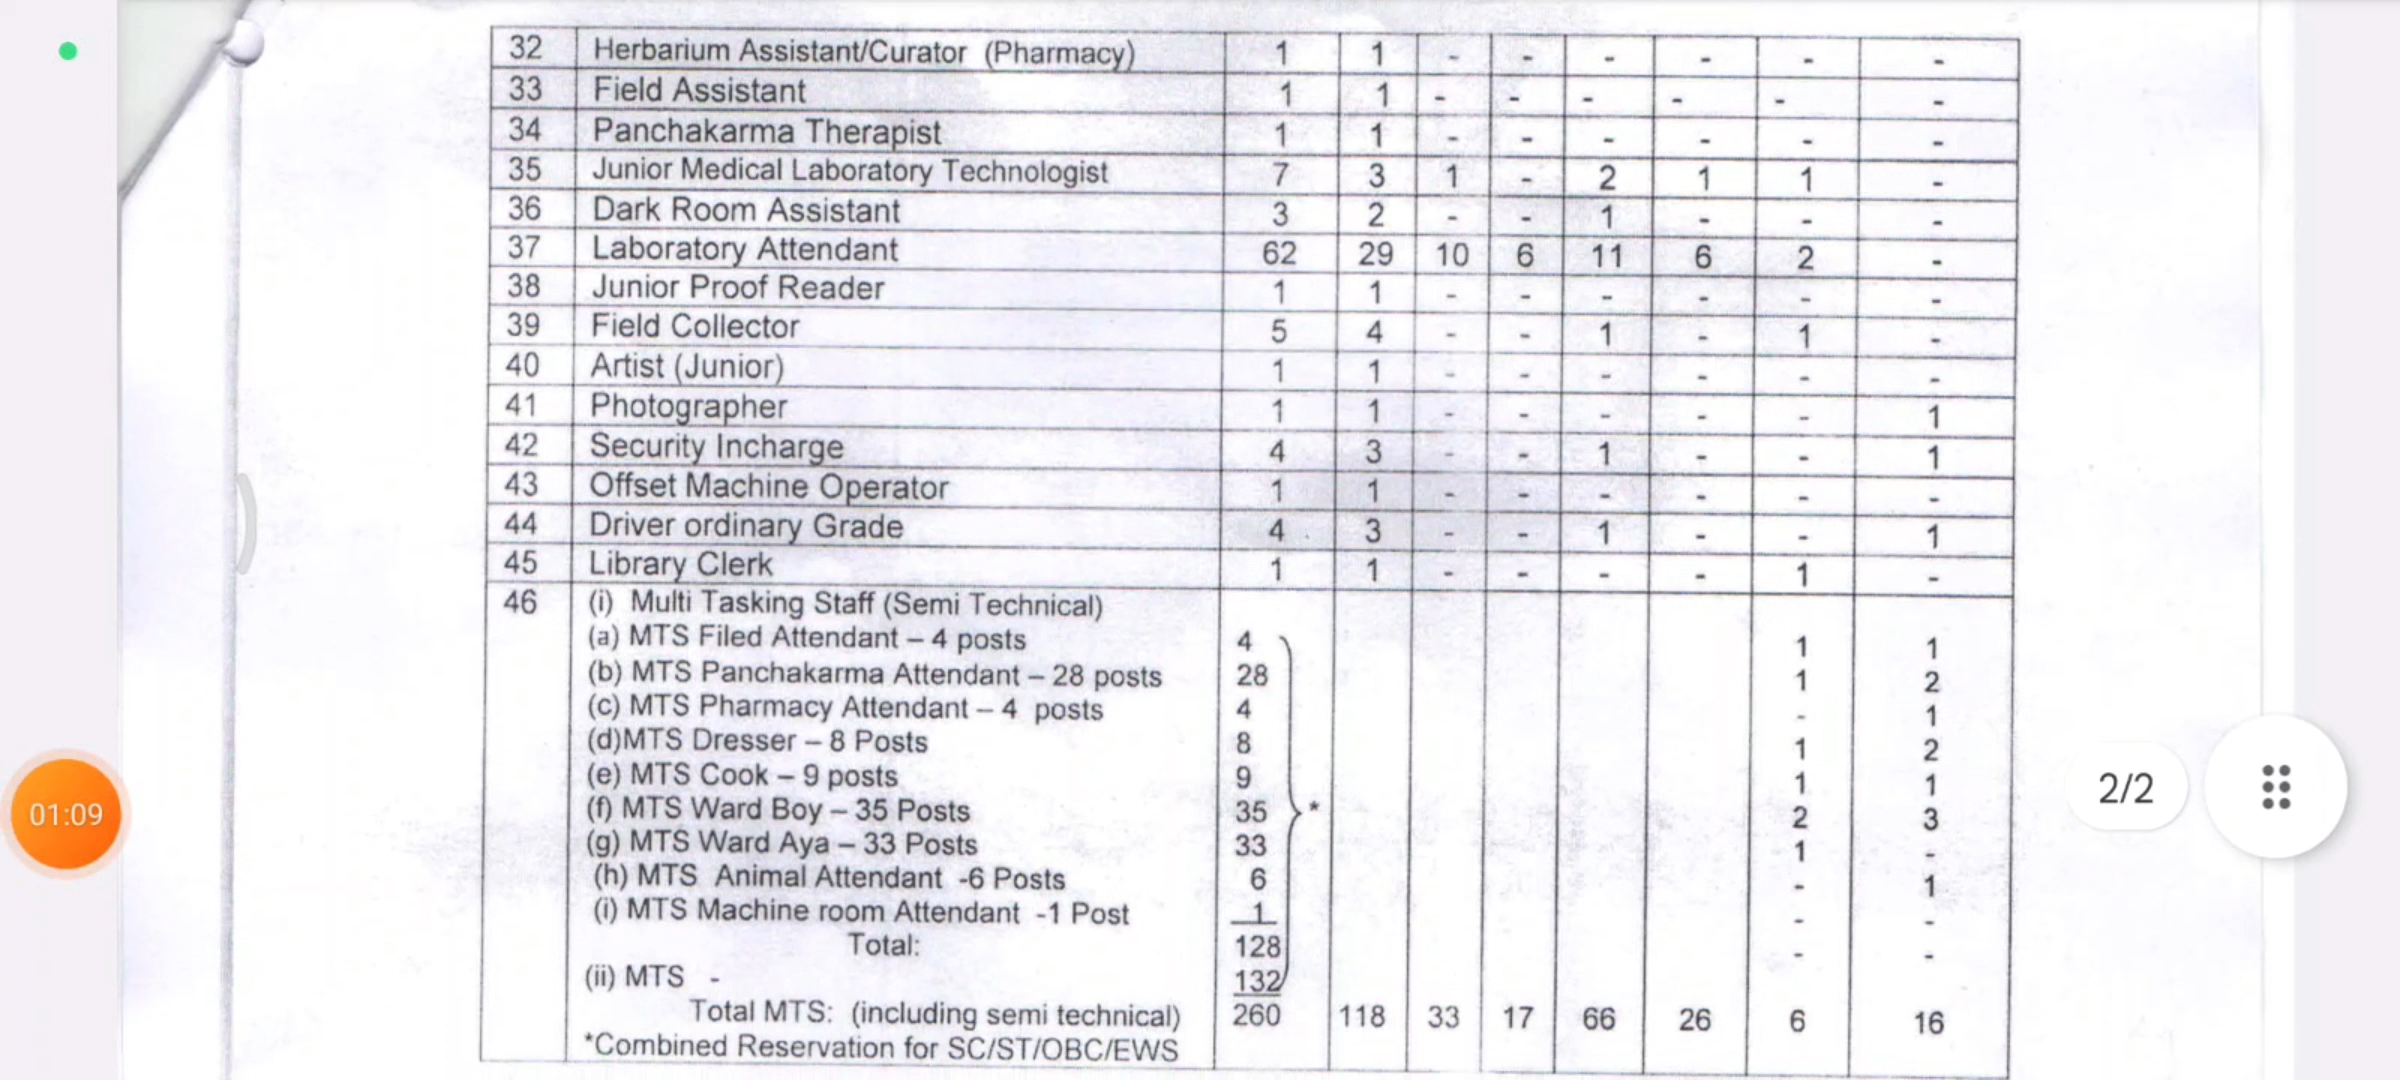 32 Herbarium Assistant/Curator (Pharmacy) 1 1 - - - - - -
33 Field Assistant 1 1 - - - - - -
34 Panchakarma Therapist 1 1 - - - - - -
35 Junior Medical Laboratory Technologist 7 3 1 - 2 1 1 -
36 Dark Room Assistant 3 2 - - 1 - - -
37 Laboratory Attendant 62 29 10 6 11 6 2 -
38 Junior Proof Reader 1 1 - - - - - -
39 Field Collector 5 4 - - 1 - 1 -
40 Artist (Junior) 1 1 - - - - - -
41 Photographer 1 1 - - - - - 1
42 Security Incharge 4 3 - - 1 - - 1
43 Offset Machine Operator 1 1 - - - - - -
44 Driver ordinary Grade 4 3 - - 1 - - 1
45 Library Clerk 1 1 - - - - 1 -
46 (i) Multi Tasking Staff (Semi Technical)
(a) MTS Filed Attendant – 4 posts 4 1 1
(b) MTS Panchakarma Attendant – 28 posts 28 1 2
(c) MTS Pharmacy Attendant – 4 posts 4 - 1
(d)MTS Dresser – 8 Posts 8 1 2
(e) MTS Cook – 9 posts 9 1 1
(f) MTS Ward Boy – 35 Posts 35 * 2 3
(g) MTS Ward Aya – 33 Posts 33 1 -
(h) MTS Animal Attendant -6 Posts 6 - 1
(i) MTS Machine room Attendant -1 Post 1 - -
Total: 128 - -
(ii) MTS - 132
Total MTS: (including semi technical) 260 118 33 17 66 26 6 16
*Combined Reservation for SC/ST/OBC/EWS
01:09
2/2